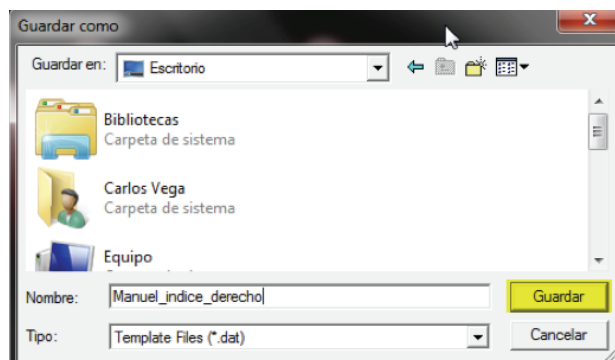 Guardar como
Guardar en: Escritorio
Bibliotecas
Carpeta de sistema
Carlos Vega
Carpeta de sistema
Equipo
Nombre: Manuel_indice_derecho Guardar
Tipo: Template Files (*.dat) Cancelar